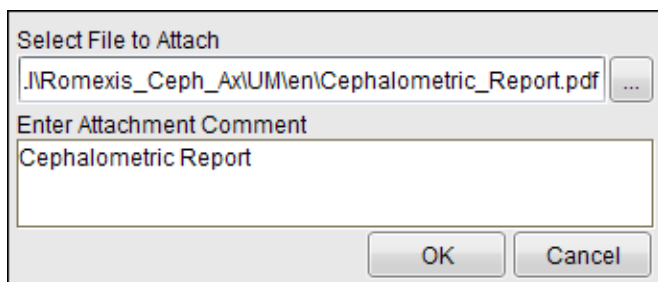 Select File to Attach
.l\Romexis_Ceph_Ax\UM\en\Cephalometric_Report.pdf ...
Enter Attachment Comment
Cephalometric Report
OK Cancel